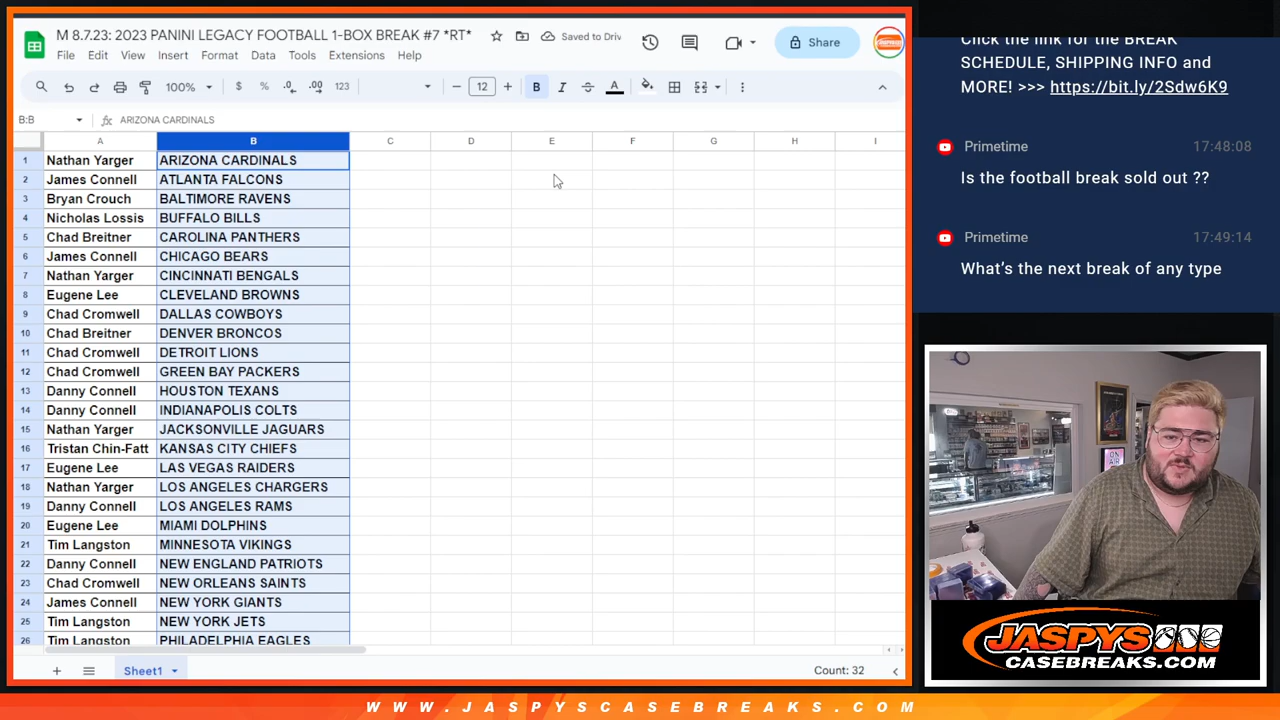 M 8.7.23: 2023 PANINI LEGACY FOOTBALL 1-BOX BREAK #7 *RT*
Saved to Driv
Share
File Edit View Insert Format Data Tools Extensions Help
100% $ % .0 .00 123 12 B I A
B:B ARIZONA CARDINALS
A B C D E F G H I
1 Nathan Yarger ARIZONA CARDINALS
2 James Connell ATLANTA FALCONS
3 Bryan Crouch BALTIMORE RAVENS
4 Nicholas Lossis BUFFALO BILLS
5 Chad Breitner CAROLINA PANTHERS
6 James Connell CHICAGO BEARS
7 Nathan Yarger CINCINNATI BENGALS
8 Eugene Lee CLEVELAND BROWNS
9 Chad Cromwell DALLAS COWBOYS
10 Chad Breitner DENVER BRONCOS
11 Chad Cromwell DETROIT LIONS
12 Chad Cromwell GREEN BAY PACKERS
13 Danny Connell HOUSTON TEXANS
14 Danny Connell INDIANAPOLIS COLTS
15 Nathan Yarger JACKSONVILLE JAGUARS
16 Tristan Chin-Fatt KANSAS CITY CHIEFS
17 Eugene Lee LAS VEGAS RAIDERS
18 Nathan Yarger LOS ANGELES CHARGERS
19 Danny Connell LOS ANGELES RAMS
20 Eugene Lee MIAMI DOLPHINS
21 Tim Langston MINNESOTA VIKINGS
22 Danny Connell NEW ENGLAND PATRIOTS
23 Chad Cromwell NEW ORLEANS SAINTS
24 James Connell NEW YORK GIANTS
25 Tim Langston NEW YORK JETS
26 Tim Langston PHILADELPHIA EAGLES
Sheet1
Count: 32
Click the link for the BREAK
SCHEDULE, SHIPPING INFO and
MORE! >>> https://bit.ly/2Sdw6K9
Primetime 17:48:08
Is the football break sold out ??
Primetime 17:49:14
What's the next break of any type
ON
AIR
JASPYS
CASEBREAKS.COM
WWW.JASPYSCASEBREAKS.COM